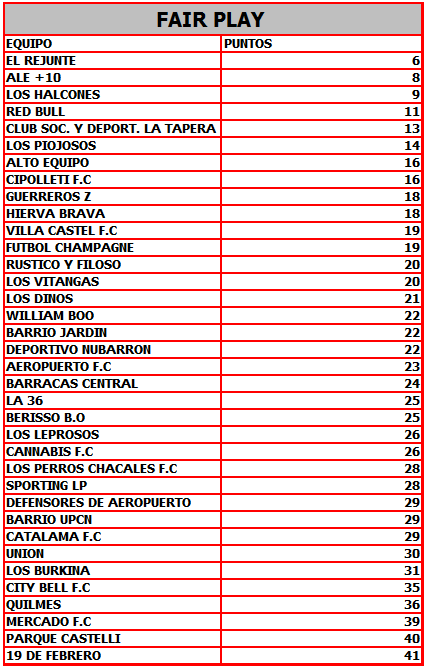 FAIR PLAY
EQUIPO PUNTOS
EL REJUNTE 6
ALE +10 8
LOS HALCONES 9
RED BULL 11
CLUB SOC. Y DEPORT. LA TAPERA 13
LOS PIOJOSOS 14
ALTO EQUIPO 16
CIPOLLETI F.C 16
GUERREROS Z 18
HIERVA BRAVA 18
VILLA CASTEL F.C 19
FUTBOL CHAMPAGNE 19
RUSTICO Y FILOSO 20
LOS VITANGAS 20
LOS DINOS 21
WILLIAM BOO 22
BARRIO JARDIN 22
DEPORTIVO NUBARRON 22
AEROPUERTO F.C 23
BARRACAS CENTRAL 24
LA 36 25
BERISSO B.O 25
LOS LEPROSOS 26
CANNABIS F.C 26
LOS PERROS CHACALES F.C 28
SPORTING LP 28
DEFENSORES DE AEROPUERTO 29
BARRIO UPCN 29
CATALAMA F.C 29
UNION 30
LOS BURKINA 31
CITY BELL F.C 35
QUILMES 36
MERCADO F.C 39
PARQUE CASTELLI 40
19 DE FEBRERO 41